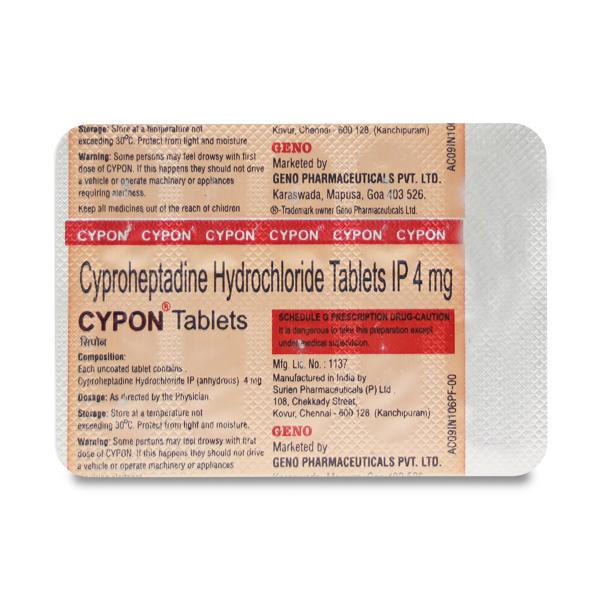 Storage: Store at a temperature not
exceeding 30°C. Protect from light and moisture
Warning: Some persons may feel drowsy with first
dose of CYPON. If this happens they should not drive
a vehicle or operate machinery or appliances
requiring alertness.
Keep all medicines out of the reach of children
Kovur, Chennai - 600 128. (Kanchipuram)
GENO
Marketed by
GENO PHARMACEUTICALS PVT. LTD.
Karaswada, Mapusa, Goa 403 526.
®-Trademark owner Geno Pharmaceuticals Ltd.
AC09IN106
CYPON CYPON CYPON CYPON CYPON CYPON
Cyproheptadine Hydrochloride Tablets IP 4 mg
CYPON® Tablets
सिपोन
Composition:
Each uncoated tablet contains
Cyproheptadine Hydrochloride IP (anhydrous) 4 mg
Dosage: As directed by the Physician.
Storage: Store at a temperature not
exceeding 30°C. Protect from light and moisture.
Warning: Some persons may feel drowsy with first
dose of CYPON. If this happens they should not drive
a vehicle or operate machinery or appliances
SCHEDULE G PRESCRIPTION DRUG-CAUTION
It is dangerous to take this preparation except
under medical supervision.
Mfg. Lic. No. : 1137
Manufactured in India by
Surien Pharmaceuticals (P) Ltd.
108, Chekkady Street,
Kovur, Chennai - 600 128 (Kanchipuram)
GENO
Marketed by
GENO PHARMACEUTICALS PVT. LTD.
AC09IN106PF-00